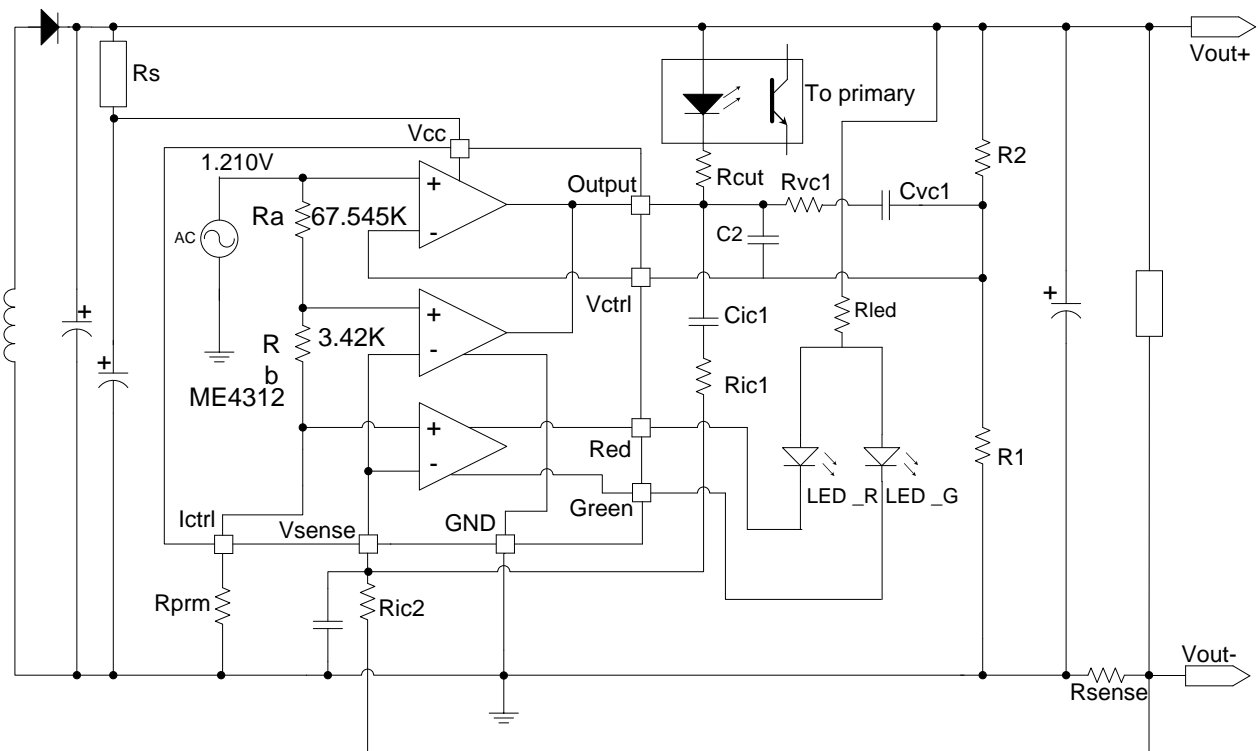 Vout+
Rs
To primary
Vcc
1.210V
Output
Rcut
Rvc1
Cvc1
R2
Ra
67.545K
AC
C2
Vctrl
Cic1
Rled
R
b
3.42K
ME4312
Ric1
Red
R1
LED _R
LED _G
Green
Ictrl
Vsense
GND
Rprm
Ric2
Vout-
Rsense
+
+
+
+
-
+
-
+
-